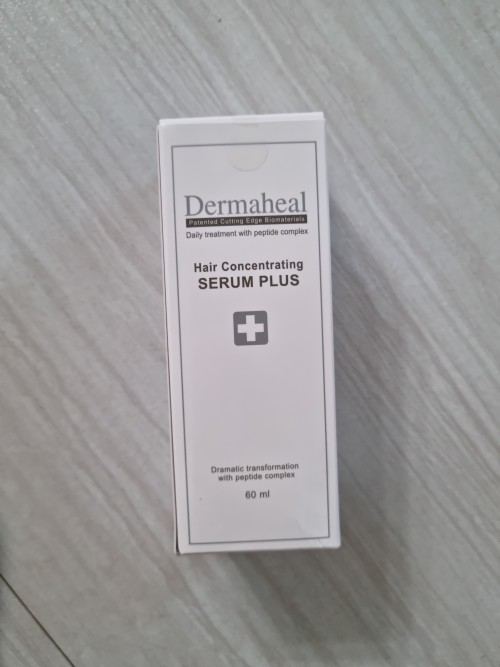 Dermaheal
Patented Cutting Edge Biomaterials
Daily treatment with peptide complex
Hair Concentrating
SERUM PLUS
Dramatic transformation
with peptide complex
60 ml